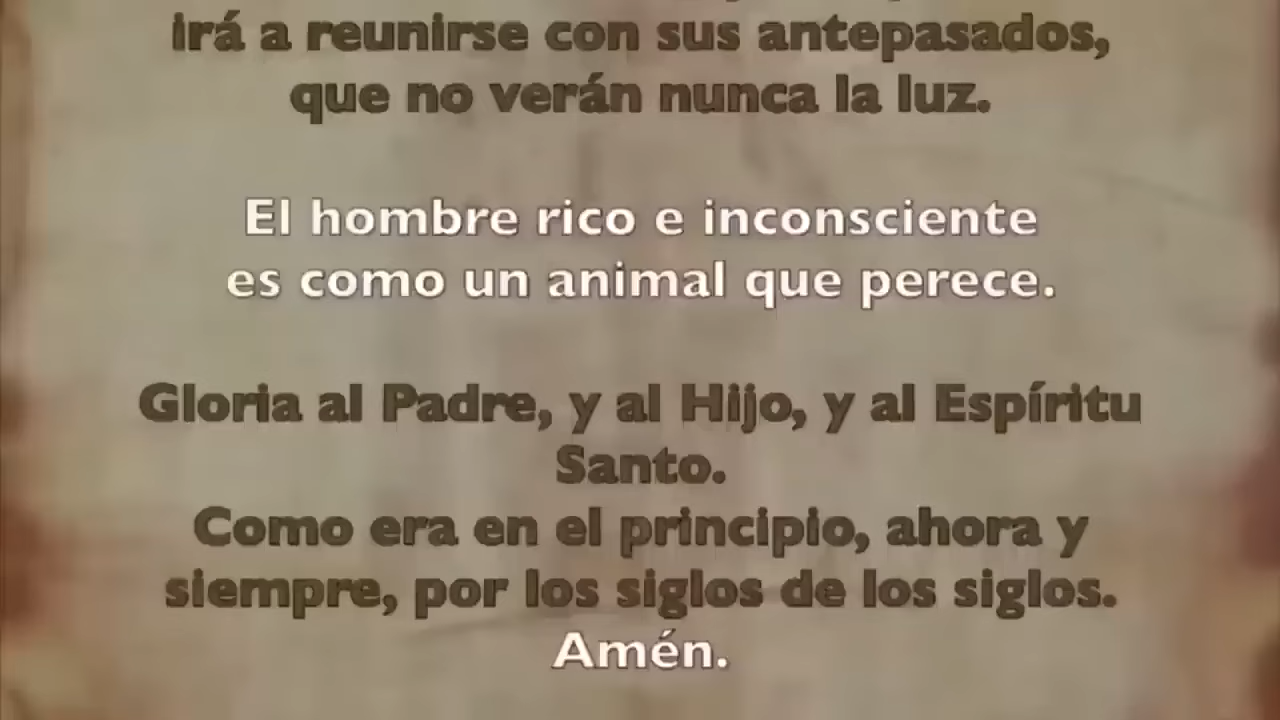 irá a reunirse con sus antepasados,
que no verán nunca la luz.
El hombre rico e inconsciente
es como un animal que perece.
Gloria al Padre, y al Hijo, y al Espíritu
Santo.
Como era en el principio, ahora y
siempre, por los siglos de los siglos.
Amén.